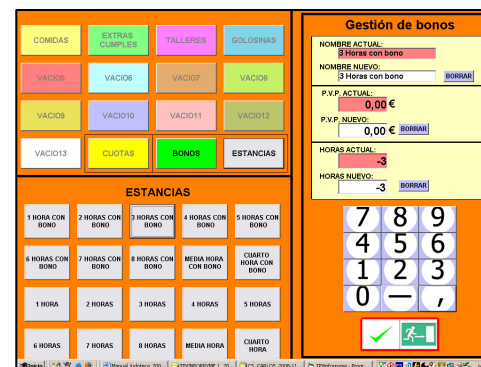 COMIDAS
EXTRAS
CUMPLES
TALLERES
GOLOSINAS
VACIO5
VACIO6
VACIO7
VACIO8
VACIO9
VACIO10
VACIO11
VACIO12
VACIO13
CUOTAS
BONOS
ESTANCIAS
ESTANCIAS
1 HORA CON
BONO
2 HORAS CON
BONO
3 HORAS CON
BONO
4 HORAS CON
BONO
5 HORAS CON
BONO
6 HORAS CON
BONO
7 HORAS CON
BONO
8 HORAS CON
BONO
MEDIA HORA
CON BONO
CUARTO
HORA CON
BONO
1 HORA
2 HORAS
3 HORAS
4 HORAS
5 HORAS
6 HORAS
7 HORAS
8 HORAS
MEDIA HORA
CUARTO
HORA
Gestión de bonos
NOMBRE ACTUAL:
3 Horas con bono
NOMBRE NUEVO:
3 Horas con bono BORRAR
P.V.P. ACTUAL:
0,00 €
P.V.P. NUEVO:
0,00 € BORRAR
HORAS ACTUAL:
-3
HORAS NUEVO:
-3 BORRAR
7 8 9
4 5 6
1 2 3
0 — ,
Inicio